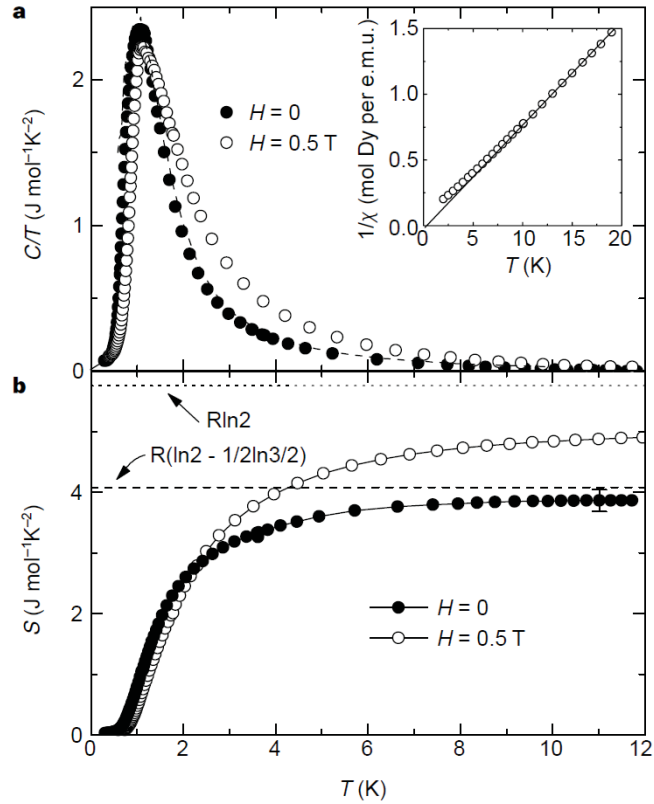 a
C/T (J mol⁻¹K⁻²)
2
1
0
H = 0
H = 0.5 T
1/χ (mol Dy per e.m.u.)
1.5
1.0
0.5
0.0
0 5 10 15 20
T (K)
b
Rln2
R(ln2 - 1/2ln3/2)
S (J mol⁻¹K⁻²)
4
2
0
H = 0
H = 0.5 T
0 2 4 6 8 10 12
T (K)